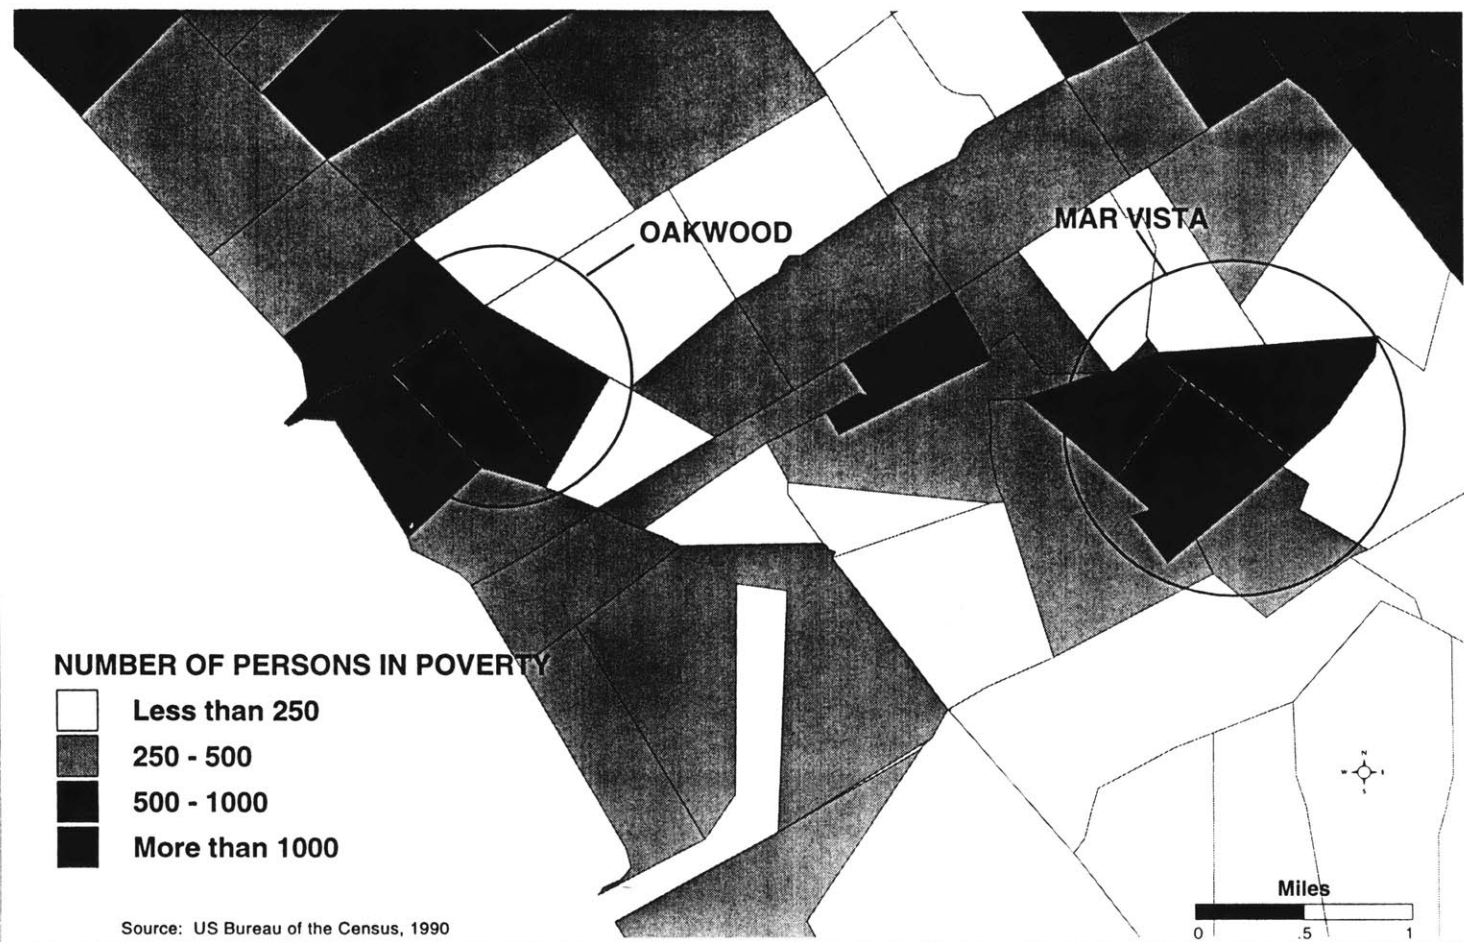 OAKWOOD
MAR VISTA
NUMBER OF PERSONS IN POVERTY
Less than 250
250 - 500
500 - 1000
More than 1000
N
W
S
Miles
0 .5 1
Source: US Bureau of the Census, 1990